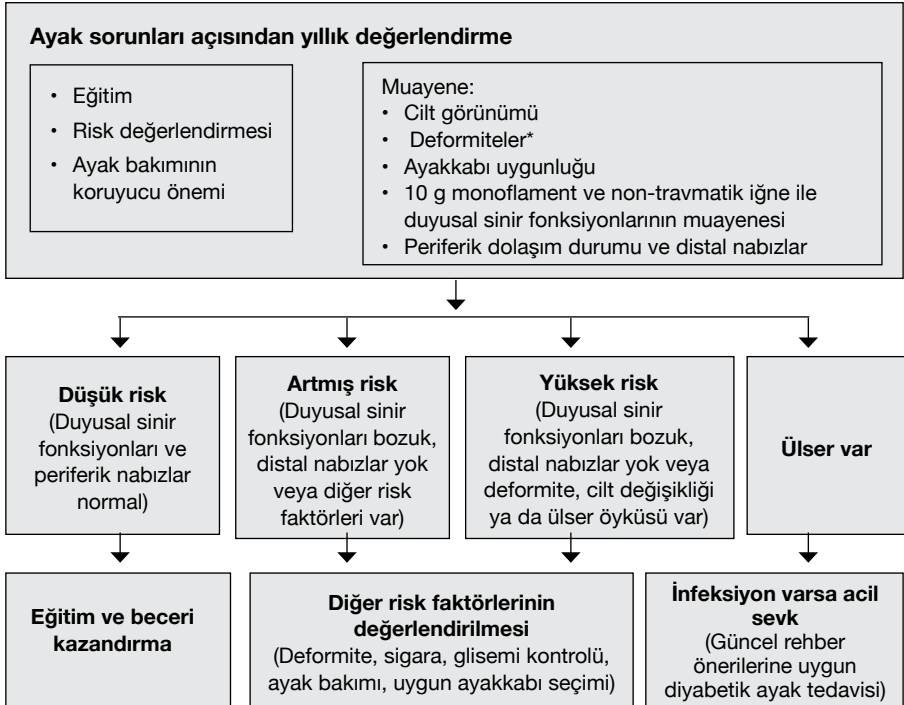 Ayak sorunları açısından yıllık değerlendirme
• Eğitim
• Risk değerlendirmesi
• Ayak bakımının
koruyucu önemi
Muayene:
• Cilt görünümü
• Deformiteler*
• Ayakkabı uygunluğu
• 10 g monoflament ve non-travmatik iğne ile
duyusal sinir fonksiyonlarının muayenesi
• Periferik dolaşım durumu ve distal nabızlar
Düşük risk
(Duyusal sinir
fonksiyonları ve
periferik nabızlar
normal)
Artmış risk
(Duyusal sinir
fonksiyonları bozuk,
distal nabızlar yok
veya diğer risk
faktörleri var)
Yüksek risk
(Duyusal sinir
fonksiyonları bozuk,
distal nabızlar yok veya
deformite, cilt değişikliği
ya da ülser öyküsü var)
Ülser var
Eğitim ve beceri
kazandırma
Diğer risk faktörlerinin
değerlendirilmesi
(Deformite, sigara, glisemi kontrolü,
ayak bakımı, uygun ayakkabı seçimi)
İnfeksiyon varsa acil
sevk
(Güncel rehber
önerilerine uygun
diyabetik ayak tedavisi)